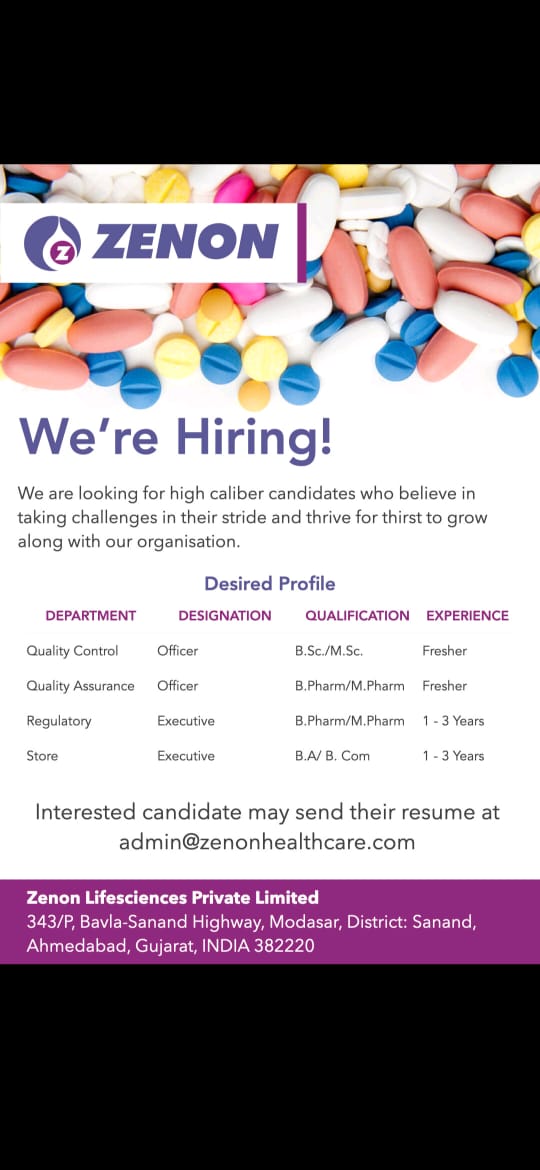 Z ZENON
We're Hiring!
We are looking for high caliber candidates who believe in
taking challenges in their stride and thrive for thirst to grow
along with our organisation.
Desired Profile
DEPARTMENT DESIGNATION QUALIFICATION EXPERIENCE
Quality Control Officer B.Sc./M.Sc. Fresher
Quality Assurance Officer B.Pharm/M.Pharm Fresher
Regulatory Executive B.Pharm/M.Pharm 1 - 3 Years
Store Executive B.A/ B. Com 1 - 3 Years
Interested candidate may send their resume at
admin@zenonhealthcare.com
Zenon Lifesciences Private Limited
343/P, Bavla-Sanand Highway, Modasar, District: Sanand,
Ahmedabad, Gujarat, INDIA 382220